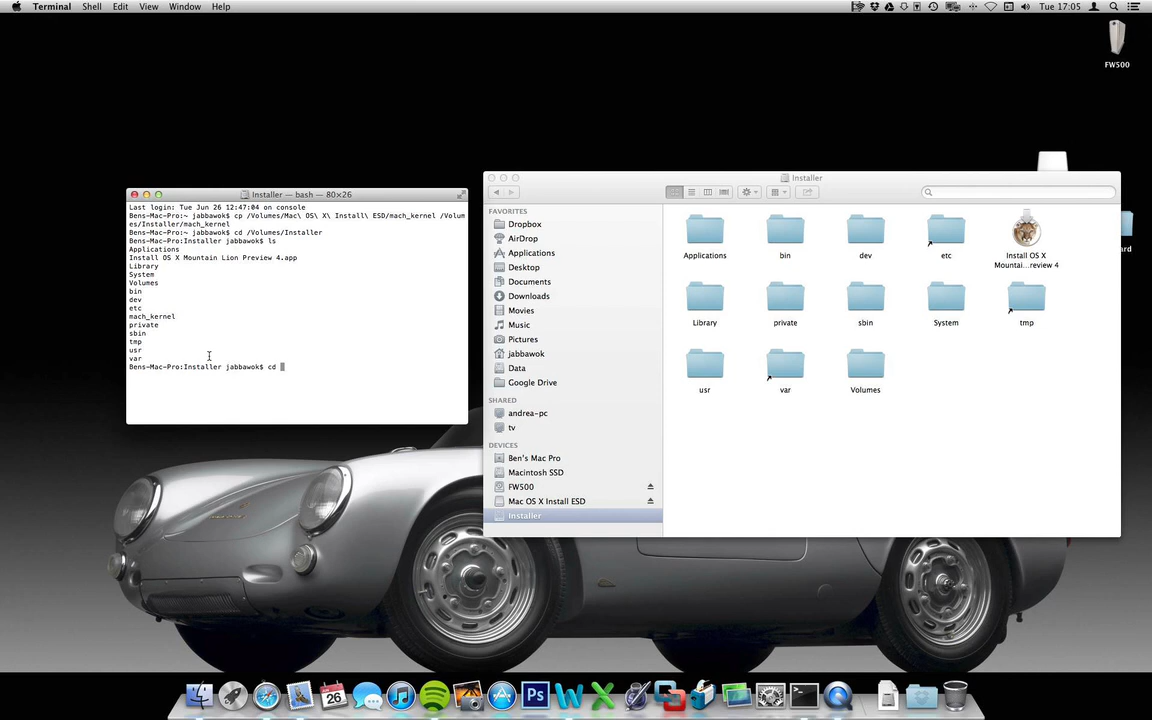 Terminal Shell Edit View Window Help
Tue 17:05
FW500
Installer — bash — 80×26
Last login: Tue Jun 26 12:47:04 on console
Bens-Mac-Pro:~ jabbawok$ cp /Volumes/Mac\ OS\ X\ Install\ ESD/mach_kernel /Volum
es/Installer/mach_kernel
Bens-Mac-Pro:~ jabbawok$ cd /Volumes/Installer
Bens-Mac-Pro:Installer jabbawok$ ls
Applications
Install OS X Mountain Lion Preview 4.app
Library
System
Volumes
bin
dev
etc
mach_kernel
private
sbin
tmp
usr
var
Bens-Mac-Pro:Installer jabbawok$ cd
Installer
FAVORITES
Dropbox
AirDrop
Applications
Desktop
Documents
Downloads
Movies
Music
Pictures
jabbawok
Data
Google Drive
SHARED
andrea-pc
tv
DEVICES
Ben's Mac Pro
Macintosh SSD
FW500
Mac OS X Install ESD
Installer
Applications bin dev etc Install OS X
Mountai...review 4
Library private sbin System tmp
usr var Volumes
ard
26
Ps